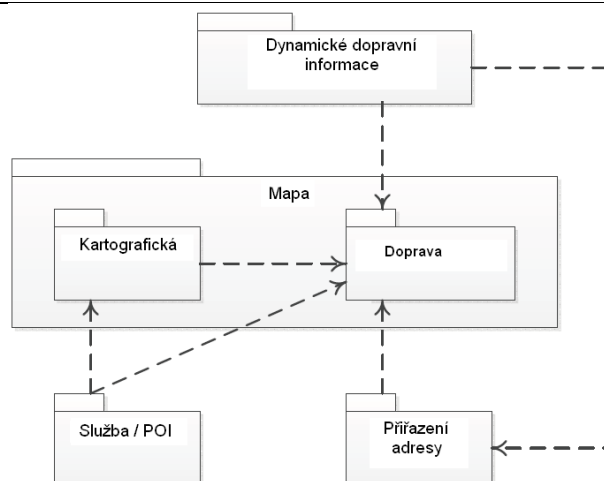 Dynamické dopravní
informace
Mapa
Kartografická
Doprava
Služba / POI
Přiřazení
adresy